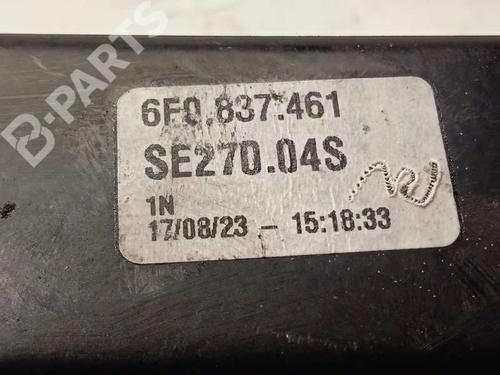 B-PARTS
6F0.837.461
SE270.04S
1N
17/08/23 - 15:18:33